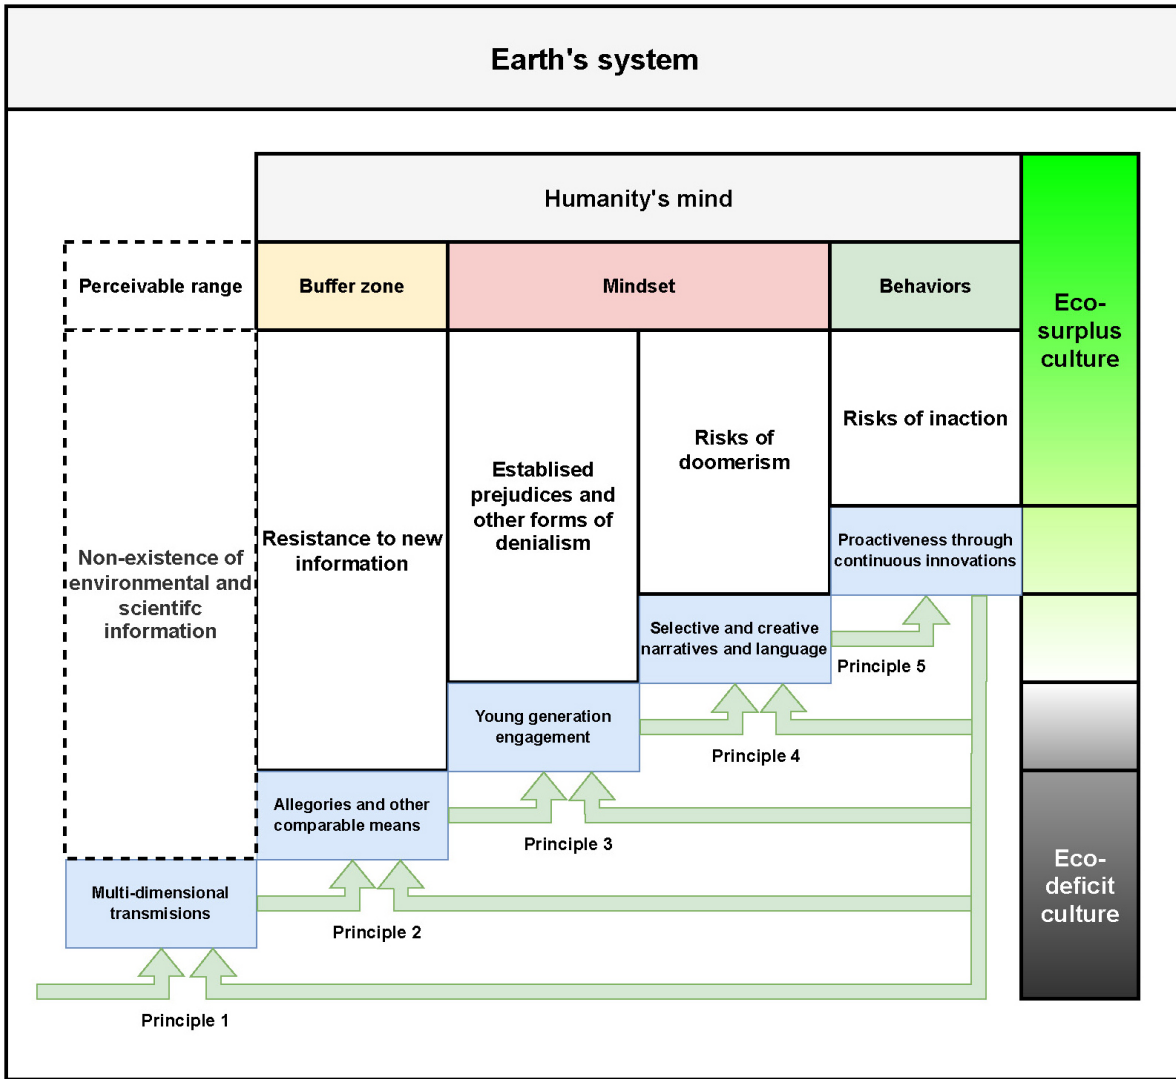 Earth's system
Humanity's mind
Perceivable range
Buffer zone
Mindset
Behaviors
Eco-
surplus
culture
Non-existence of
environmental and
scientifc
information
Resistance to new
information
Establised
prejudices and
other forms of
denialism
Risks of
doomerism
Risks of inaction
Proactiveness through
continuous innovations
Selective and creative
narratives and language
Principle 5
Young generation
engagement
Principle 4
Allegories and other
comparable means
Principle 3
Multi-dimensional
transmisions
Principle 2
Principle 1
Eco-
deficit
culture